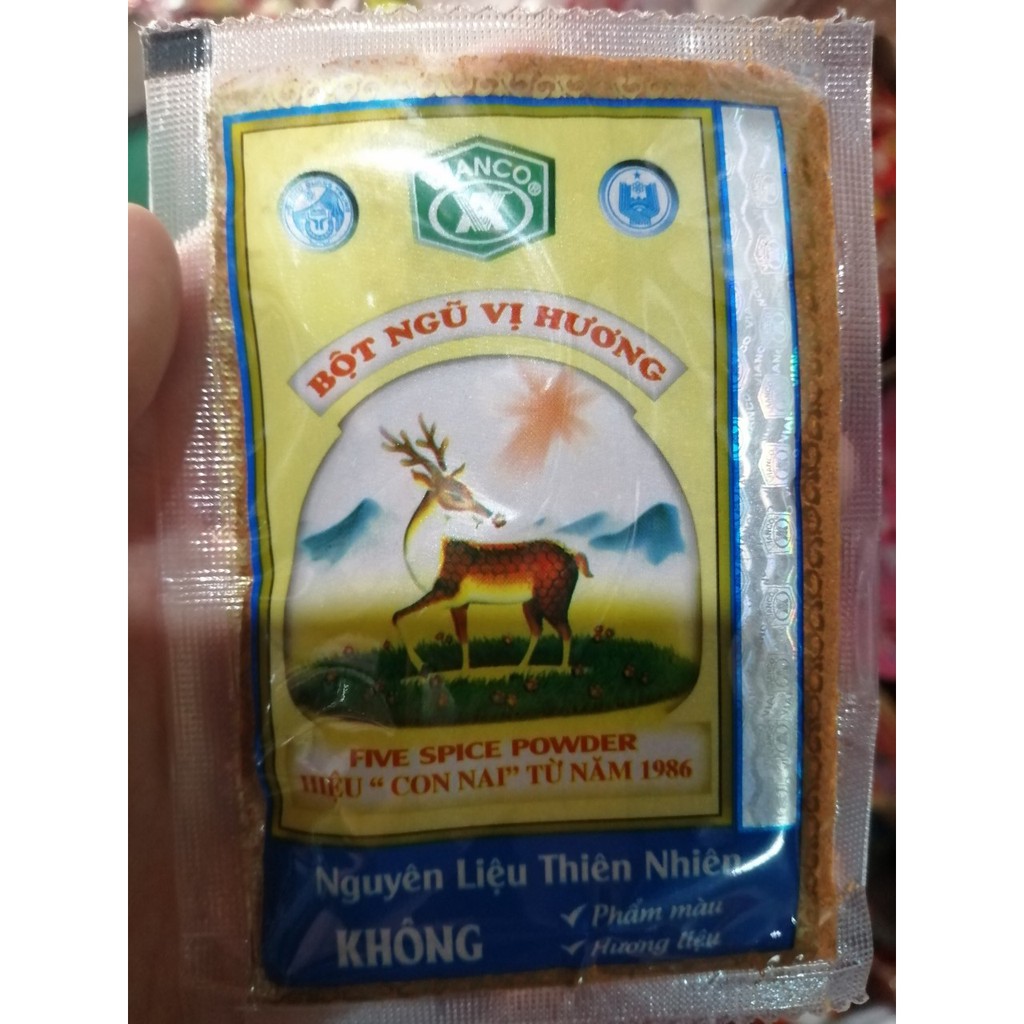 BỘT NGŨ VỊ HƯƠNG
FIVE SPICE POWDER
HIỆU “ CON NAI” TỪ NĂM 1986
Nguyên Liệu Thiên Nhiên
KHÔNG
✓ Phẩm màu
✓ Hương liệu